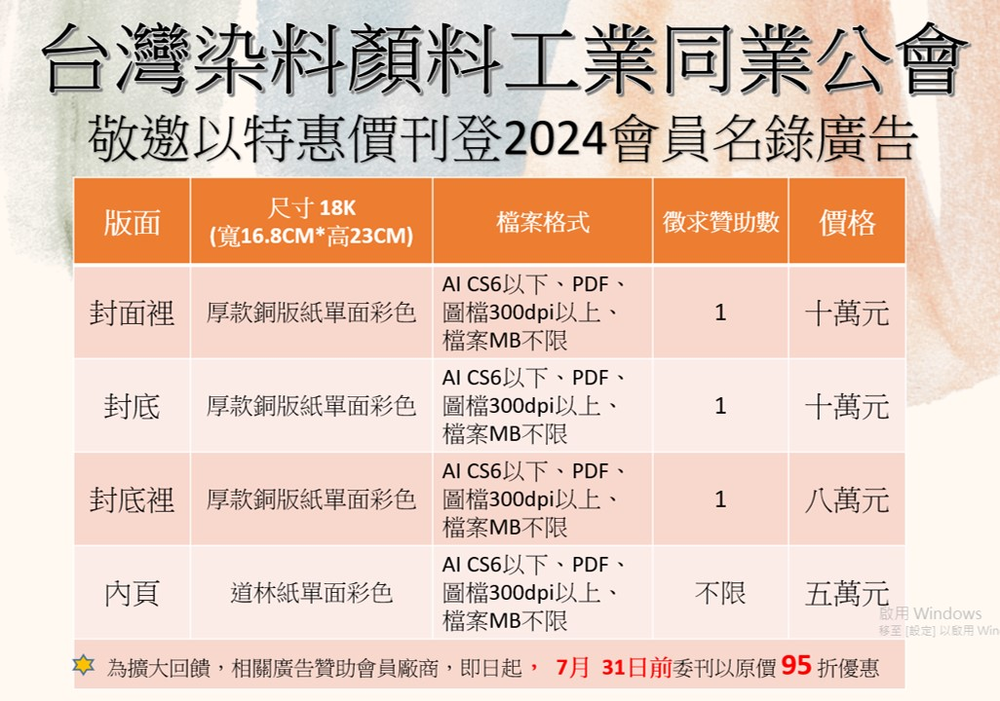 台灣染料顏料工業同業公會
敬邀以特惠價刊登2024會員名錄廣告
版面
尺寸 18K
(寬16.8CM*高23CM)
檔案格式
徵求贊助數
價格
封面裡
厚款銅版紙單面彩色
AI CS6以下、PDF、
圖檔300dpi以上、
檔案MB不限
1
十萬元
封底
厚款銅版紙單面彩色
AI CS6以下、PDF、
圖檔300dpi以上、
檔案MB不限
1
十萬元
封底裡
厚款銅版紙單面彩色
AI CS6以下、PDF、
圖檔300dpi以上、
檔案MB不限
1
八萬元
內頁
道林紙單面彩色
AI CS6以下、PDF、
圖檔300dpi以上、
檔案MB不限
不限
五萬元
啟用 Windows
移至 [設定] 以啟用 Win
為擴大回饋，相關廣告贊助會員廠商，即日起， 7月 31日前委刊以原價 95 折優惠